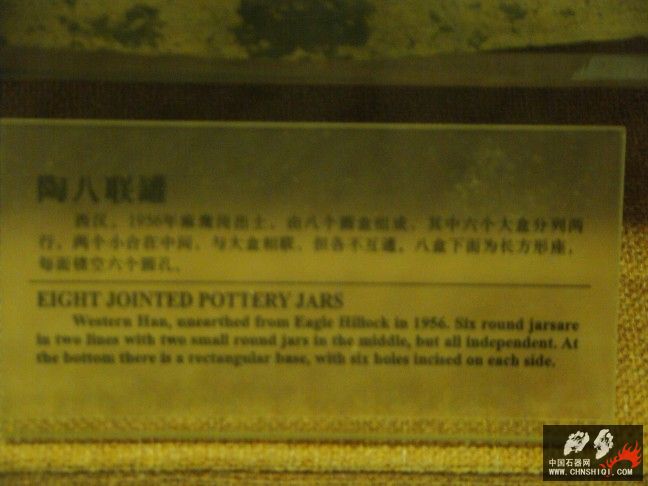 陶八联罐
西汉，1956年麻鹰岗出土。由八个圆盒组成，其中六个大盒分列两
行，两个小合在中间，与大盒相联，但各不互通。八盒下面为长方形座，
每面镂空六个圆孔。
EIGHT JOINTED POTTERY JARS
Western Han, unearthed from Eagle Hillock in 1956. Six round jarsare
in two lines with two small round jars in the middle, but all independent. At
the bottom there is a rectangular base, with six holes incised on each side.
中国石器网
WWW.CHNSHIQI.COM